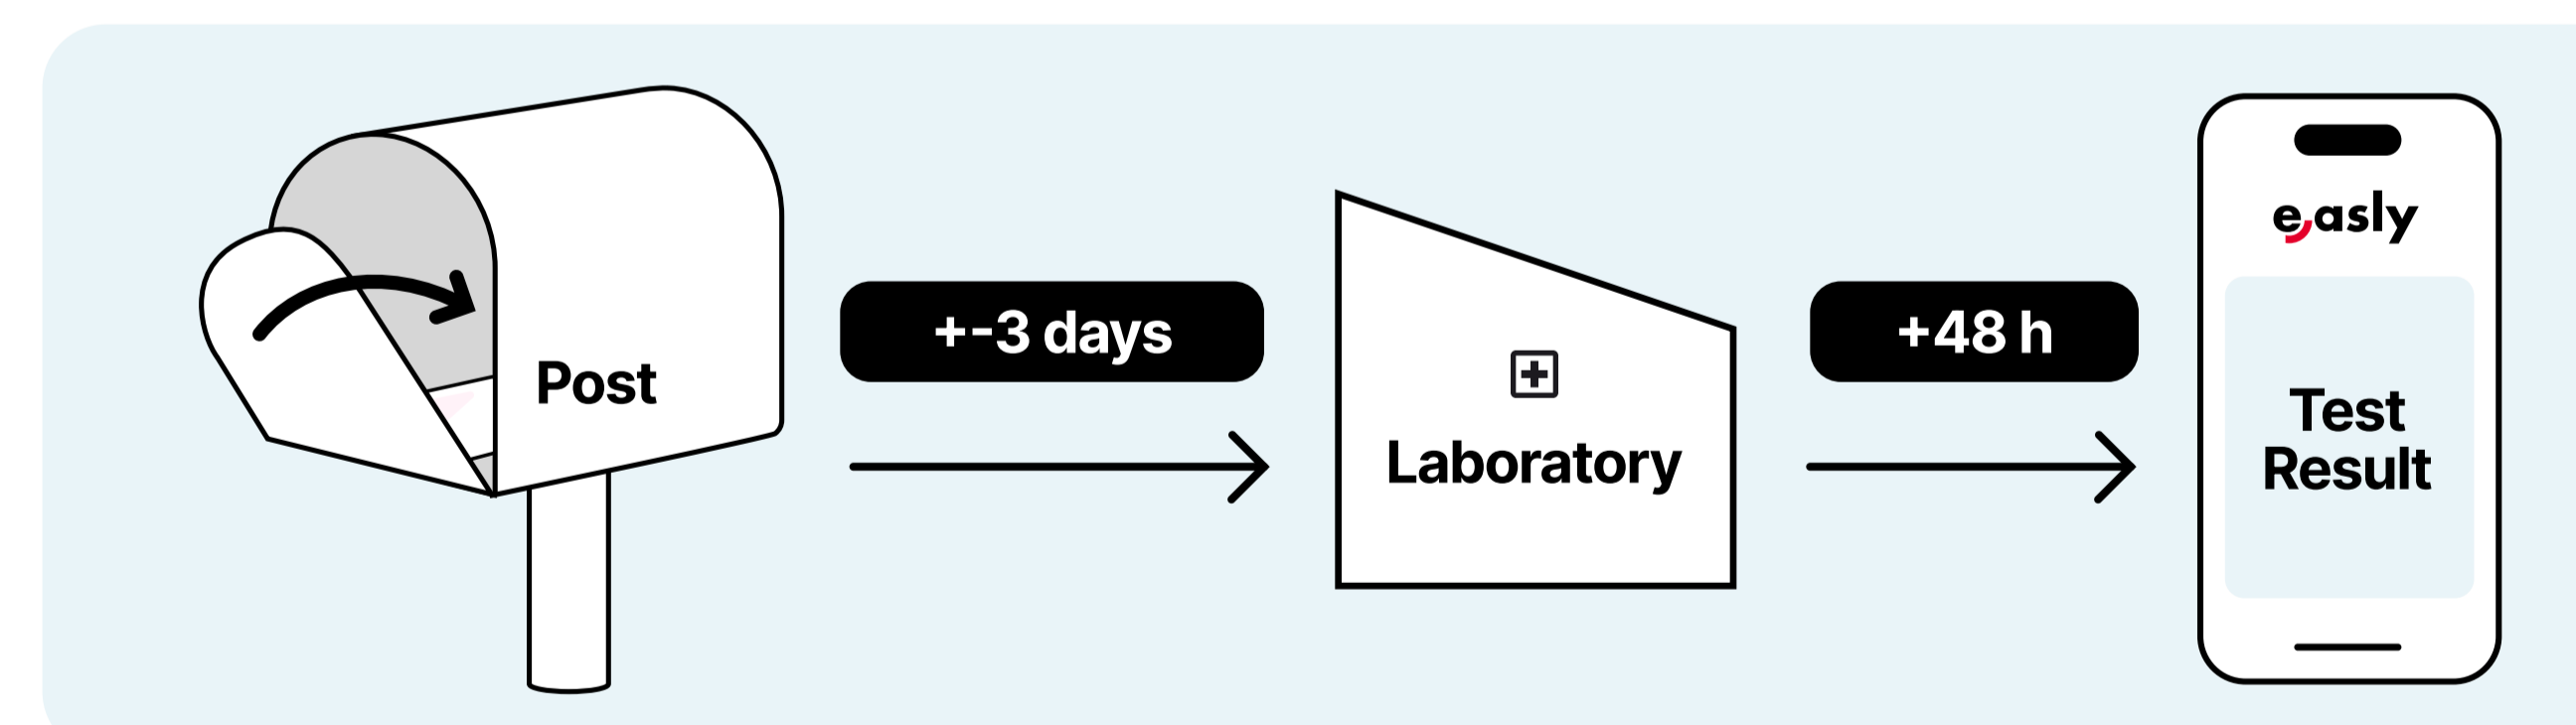 Post
+-3 days
Laboratory
+48 h
easly
Test
Result